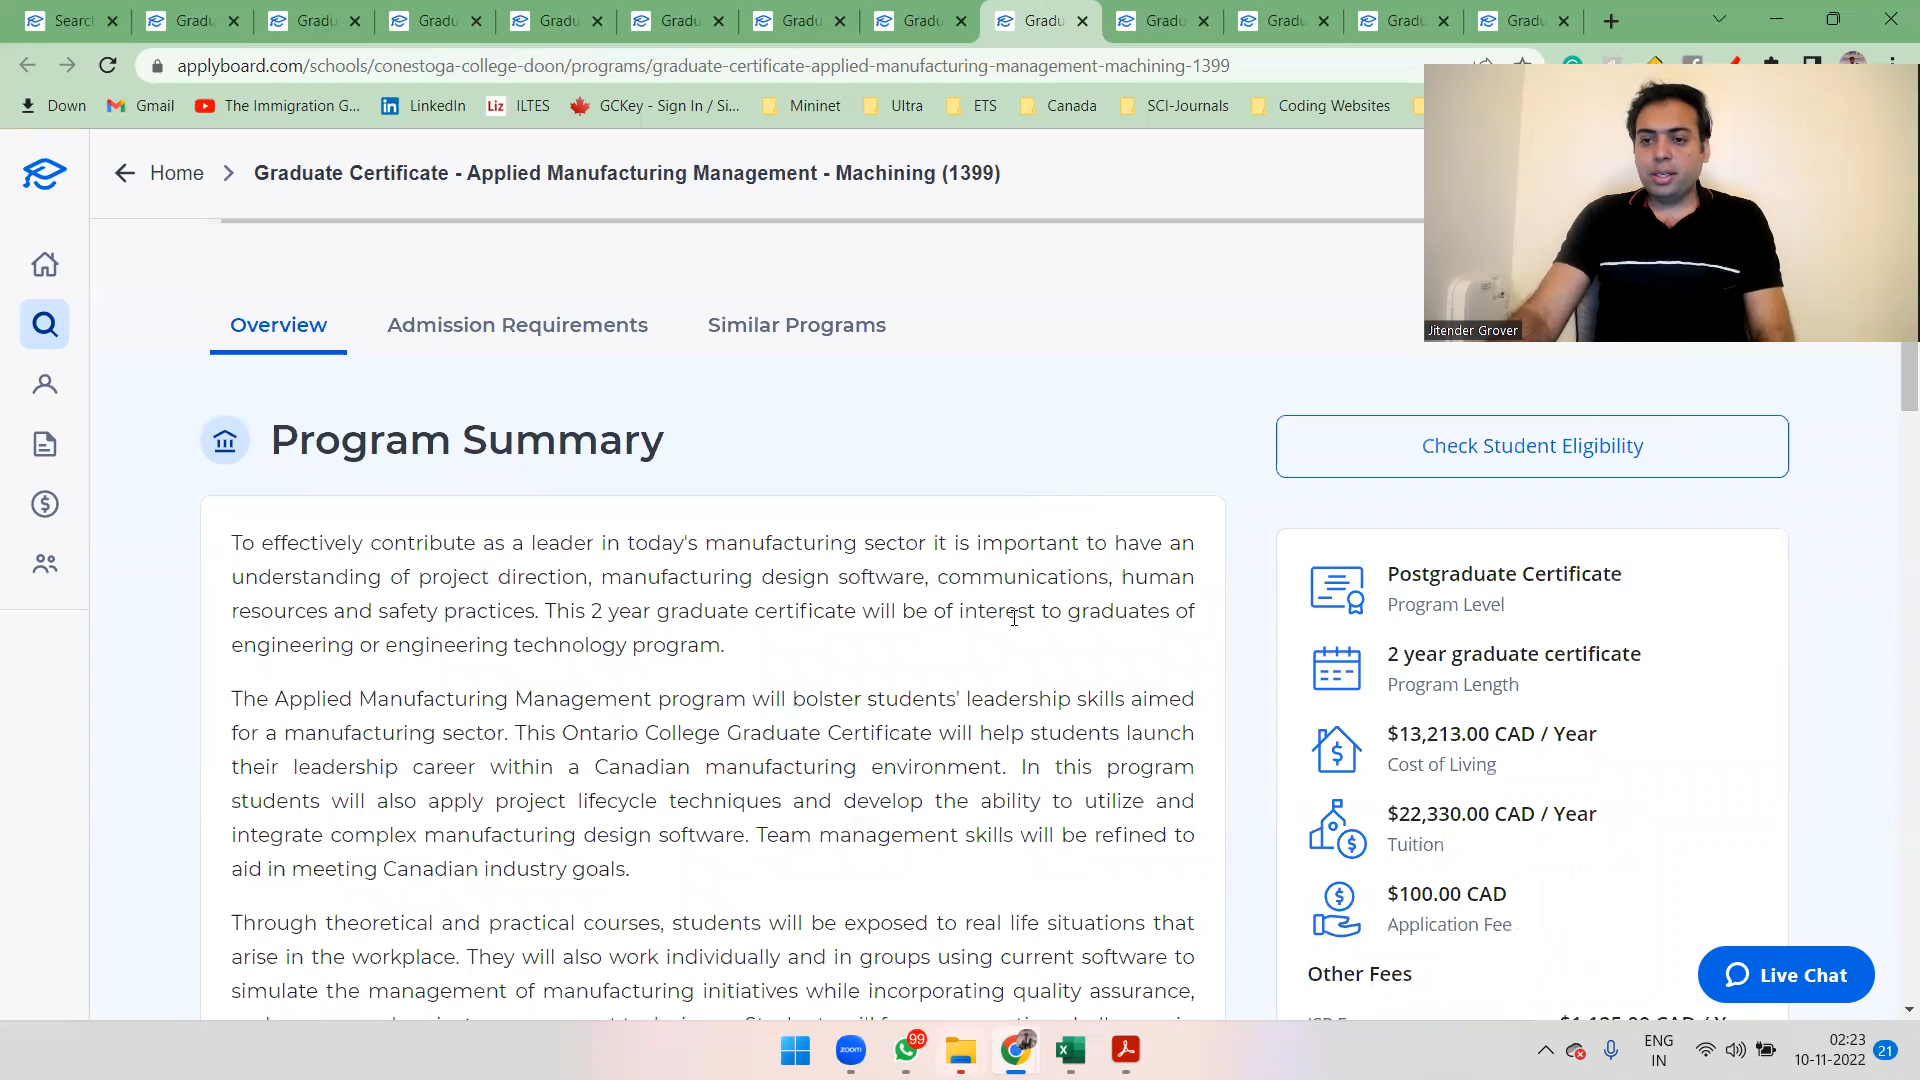 Searc
Gradu
Gradu
Gradu
Gradu
Gradu
Gradu
Gradu
Gradu
Gradu
Gradu
Gradu
Gradu
applyboard.com/schools/conestoga-college-doon/programs/graduate-certificate-applied-manufacturing-management-machining-1399
Down
Gmail
The Immigration G...
LinkedIn
Liz ILTES
GCKey - Sign In / Si...
Mininet
Ultra
ETS
Canada
SCI-Journals
Coding Websites
Home
Graduate Certificate - Applied Manufacturing Management - Machining (1399)
Jitender Grover
Overview
Admission Requirements
Similar Programs
Program Summary
To effectively contribute as a leader in today's manufacturing sector it is important to have an
understanding of project direction, manufacturing design software, communications, human
resources and safety practices. This 2 year graduate certificate will be of interest to graduates of
engineering or engineering technology program.
The Applied Manufacturing Management program will bolster students' leadership skills aimed
for a manufacturing sector. This Ontario College Graduate Certificate will help students launch
their leadership career within a Canadian manufacturing environment. In this program
students will also apply project lifecycle techniques and develop the ability to utilize and
integrate complex manufacturing design software. Team management skills will be refined to
aid in meeting Canadian industry goals.
Through theoretical and practical courses, students will be exposed to real life situations that
arise in the workplace. They will also work individually and in groups using current software to
simulate the management of manufacturing initiatives while incorporating quality assurance,
Check Student Eligibility
Postgraduate Certificate
Program Level
2 year graduate certificate
Program Length
$13,213.00 CAD / Year
Cost of Living
$22,330.00 CAD / Year
Tuition
$100.00 CAD
Application Fee
Other Fees
Live Chat
zoom
99
ENG
IN
02:23
10-11-2022
21